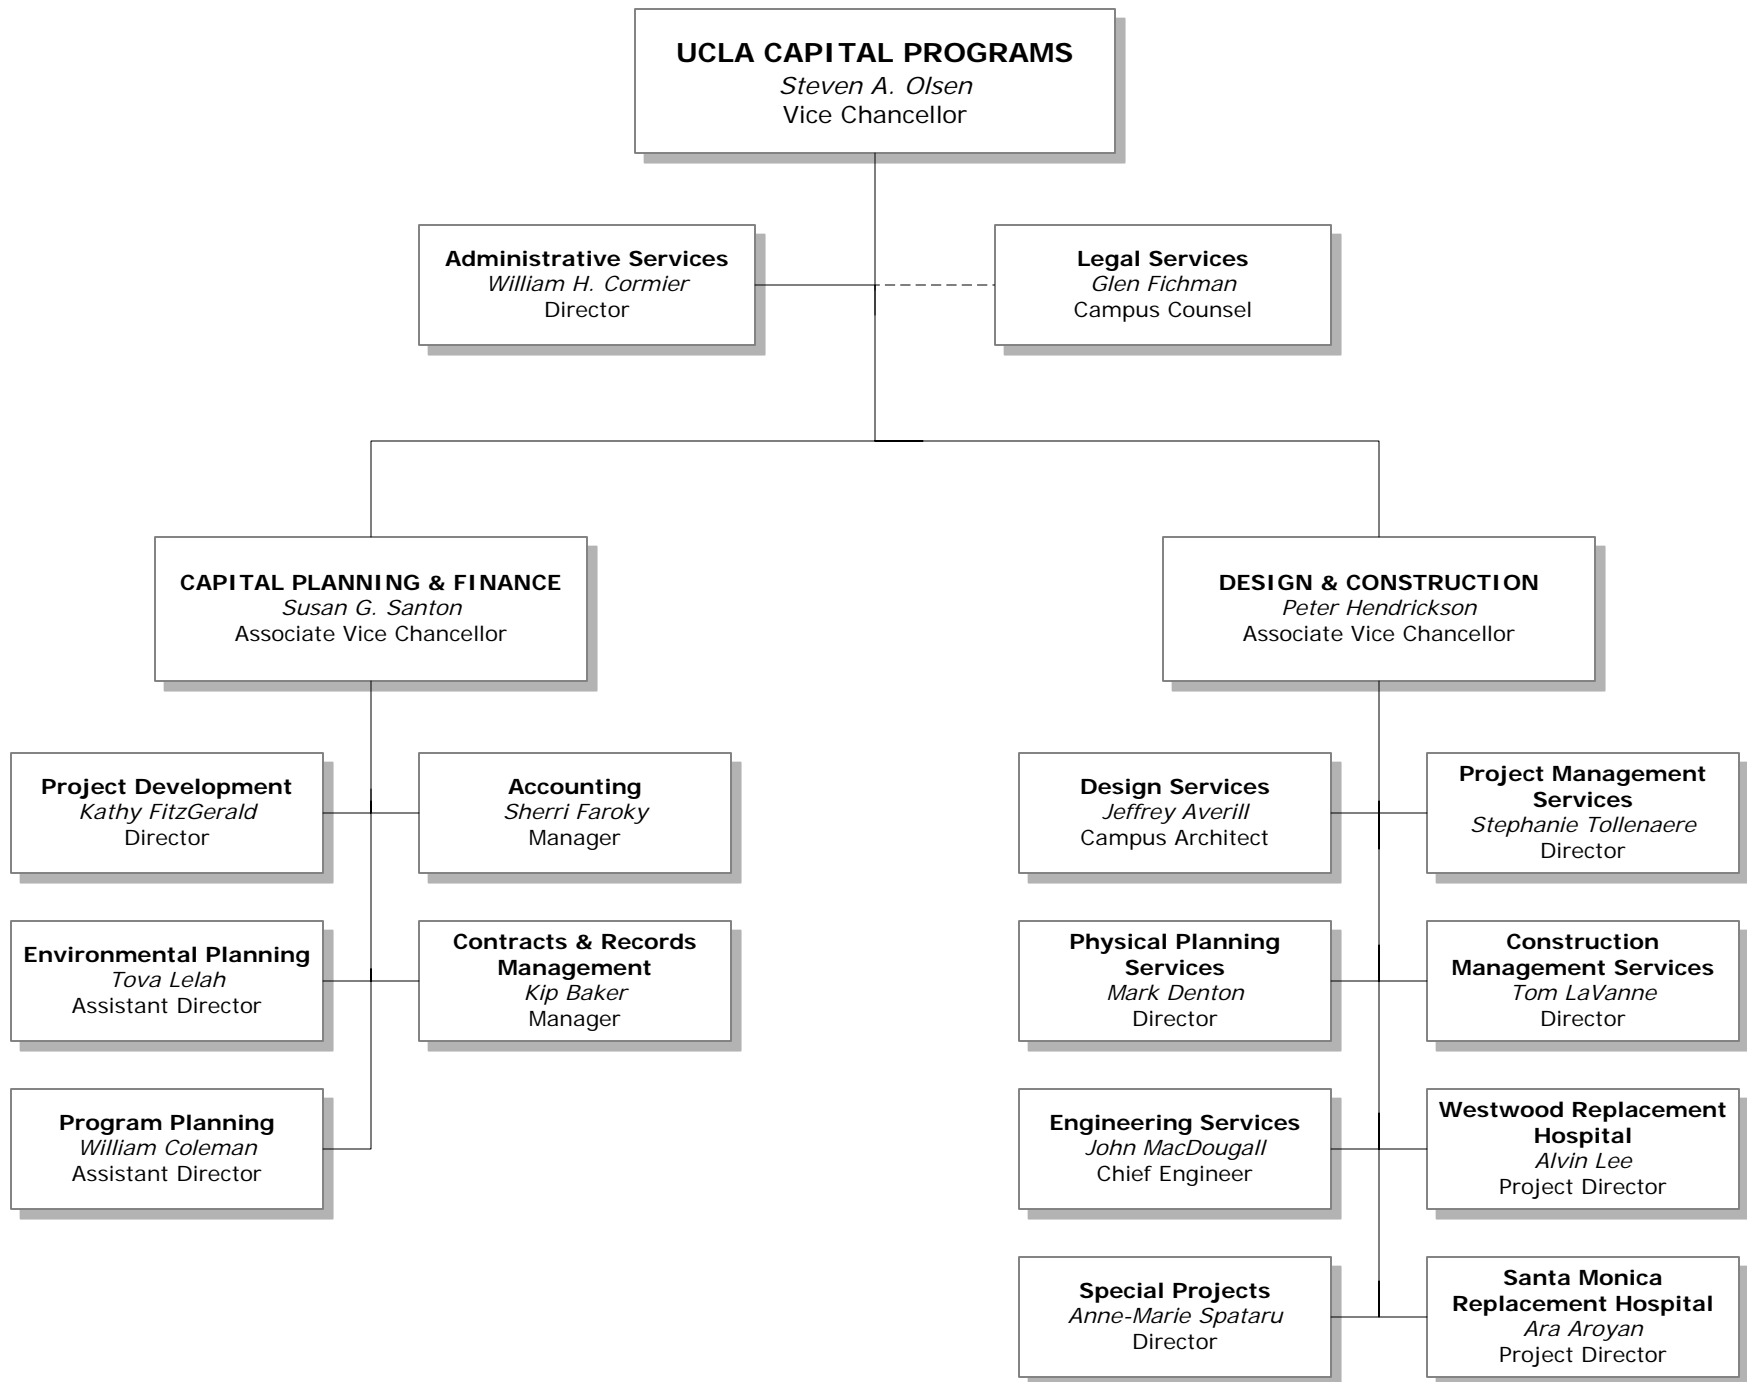 UCLA CAPITAL PROGRAMS
Steven A. Olsen
Vice Chancellor
Administrative Services
William H. Cormier
Director
Legal Services
Glen Fichman
Campus Counsel
CAPITAL PLANNING & FINANCE
Susan G. Santon
Associate Vice Chancellor
DESIGN & CONSTRUCTION
Peter Hendrickson
Associate Vice Chancellor
Project Development
Kathy FitzGerald
Director
Accounting
Sherri Faroky
Manager
Design Services
Jeffrey Averill
Campus Architect
Project Management
Services
Stephanie Tollenaere
Director
Environmental Planning
Tova Lelah
Assistant Director
Contracts & Records
Management
Kip Baker
Manager
Physical Planning
Services
Mark Denton
Director
Construction
Management Services
Tom LaVanne
Director
Program Planning
William Coleman
Assistant Director
Engineering Services
John MacDougall
Chief Engineer
Westwood Replacement
Hospital
Alvin Lee
Project Director
Special Projects
Anne-Marie Spataru
Director
Santa Monica
Replacement Hospital
Ara Aroyan
Project Director